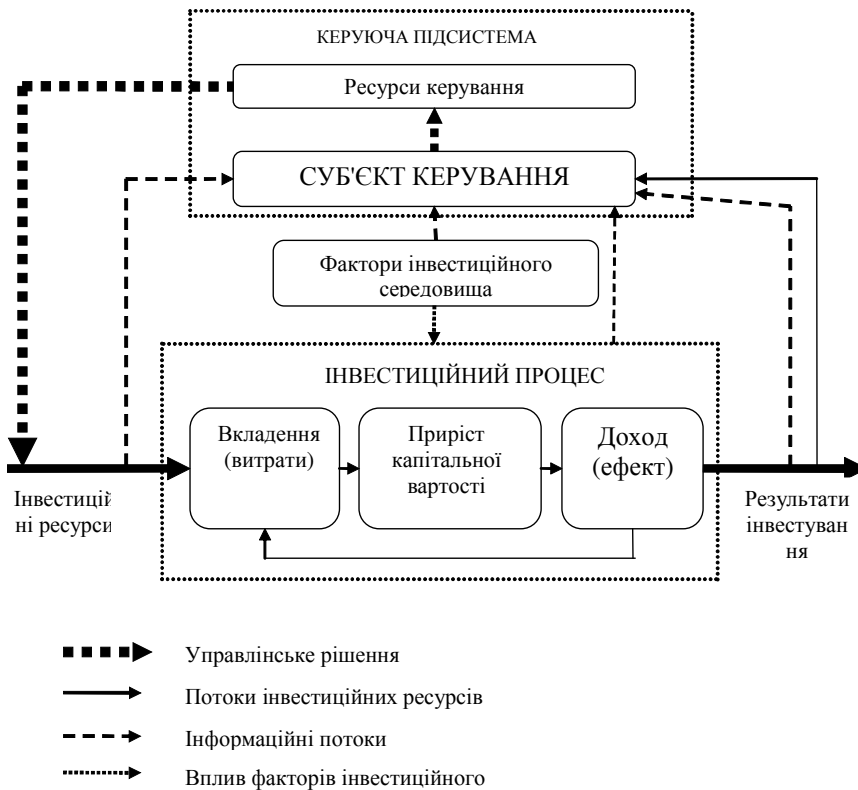 КЕРУЮЧА ПІДСИСТЕМА
Ресурси керування
СУБ'ЄКТ КЕРУВАННЯ
Фактори інвестиційного
середовища
ІНВЕСТИЦІЙНИЙ ПРОЦЕС
Вкладення
(витрати)
Приріст
капітальної
вартості
Доход
(ефект)
Інвестицій
ні ресурси
Результати
інвестуван
ня
Управлінське рішення
Потоки інвестиційних ресурсів
Інформаційні потоки
Вплив факторів інвестиційного